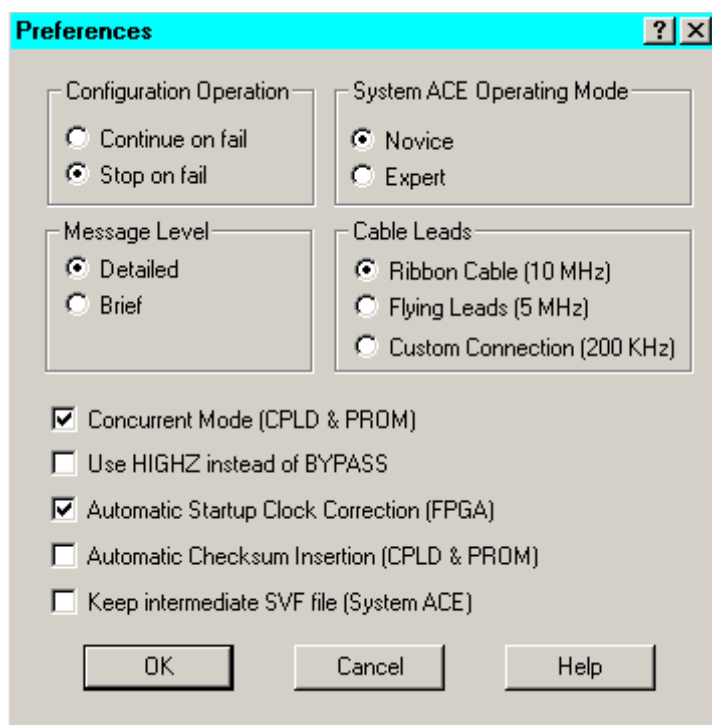 Preferences
Configuration Operation
Continue on fail
Stop on fail
System ACE Operating Mode
Novice
Expert
Message Level
Detailed
Brief
Cable Leads
Ribbon Cable (10 MHz)
Flying Leads (5 MHz)
Custom Connection (200 KHz)
Concurrent Mode (CPLD & PROM)
Use HIGHZ instead of BYPASS
Automatic Startup Clock Correction (FPGA)
Automatic Checksum Insertion (CPLD & PROM)
Keep intermediate SVF file (System ACE)
OK Cancel Help